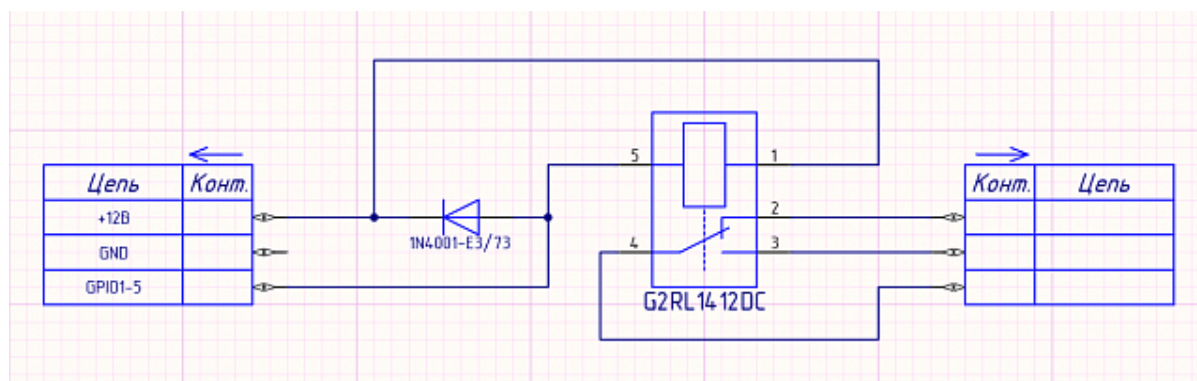 Цепь Конт.
+12В
GND
GPIO1-5
1N4001-E3/73
5 1
2
4 3
G2RL1412DC
Конт. Цепь